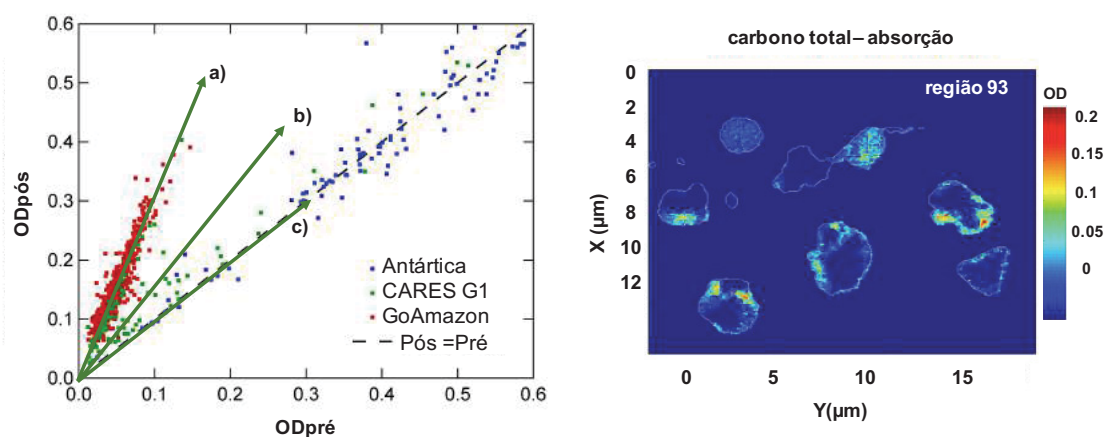 0.6
0.5
0.4
0.3
0.2
0.1
0.0
ODpós
a)
b)
c)
Antártica
CARES G1
GoAmazon
Pós =Pré
0.0 0.1 0.2 0.3 0.4 0.5 0.6
ODpré
carbono total– absorção
região 93
0
2
4
6
8
10
12
X (µm)
0 5 10 15
Y(µm)
OD
0.2
0.15
0.1
0.05
0